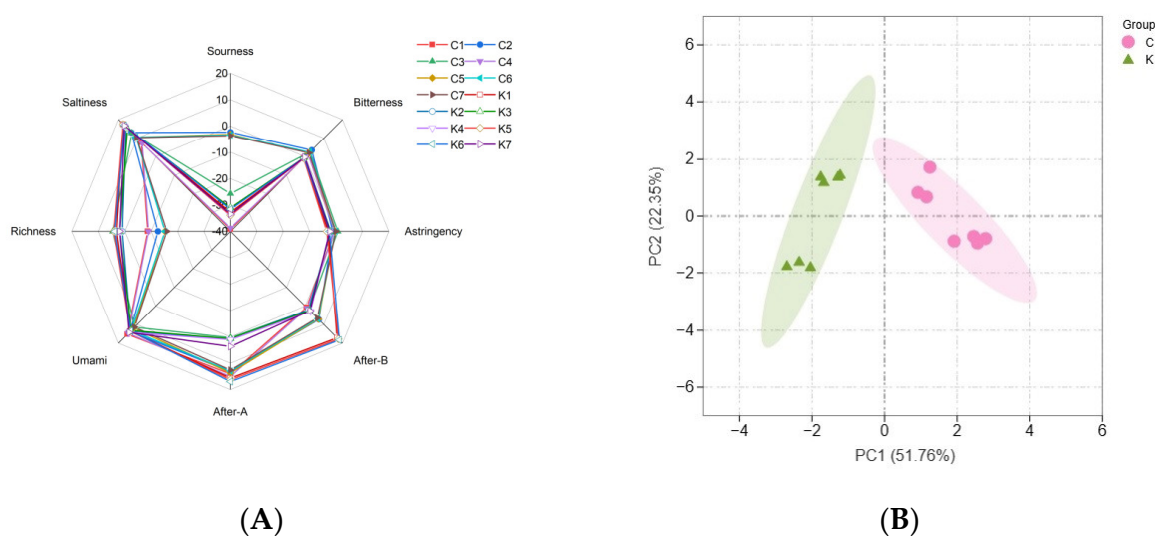 Sourness
20
10
0
-10
-20
-30
-40
Bitterness
Astringency
After-B
After-A
Umami
Richness
Saltiness
C1 C2
C3 C4
C5 C6
C7 K1
K2 K3
K4 K5
K6 K7
(A)
Group
C
K
PC2 (22.35%)
6
4
2
0
−2
−4
−6
−4 −2 0 2 4 6
PC1 (51.76%)
(B)